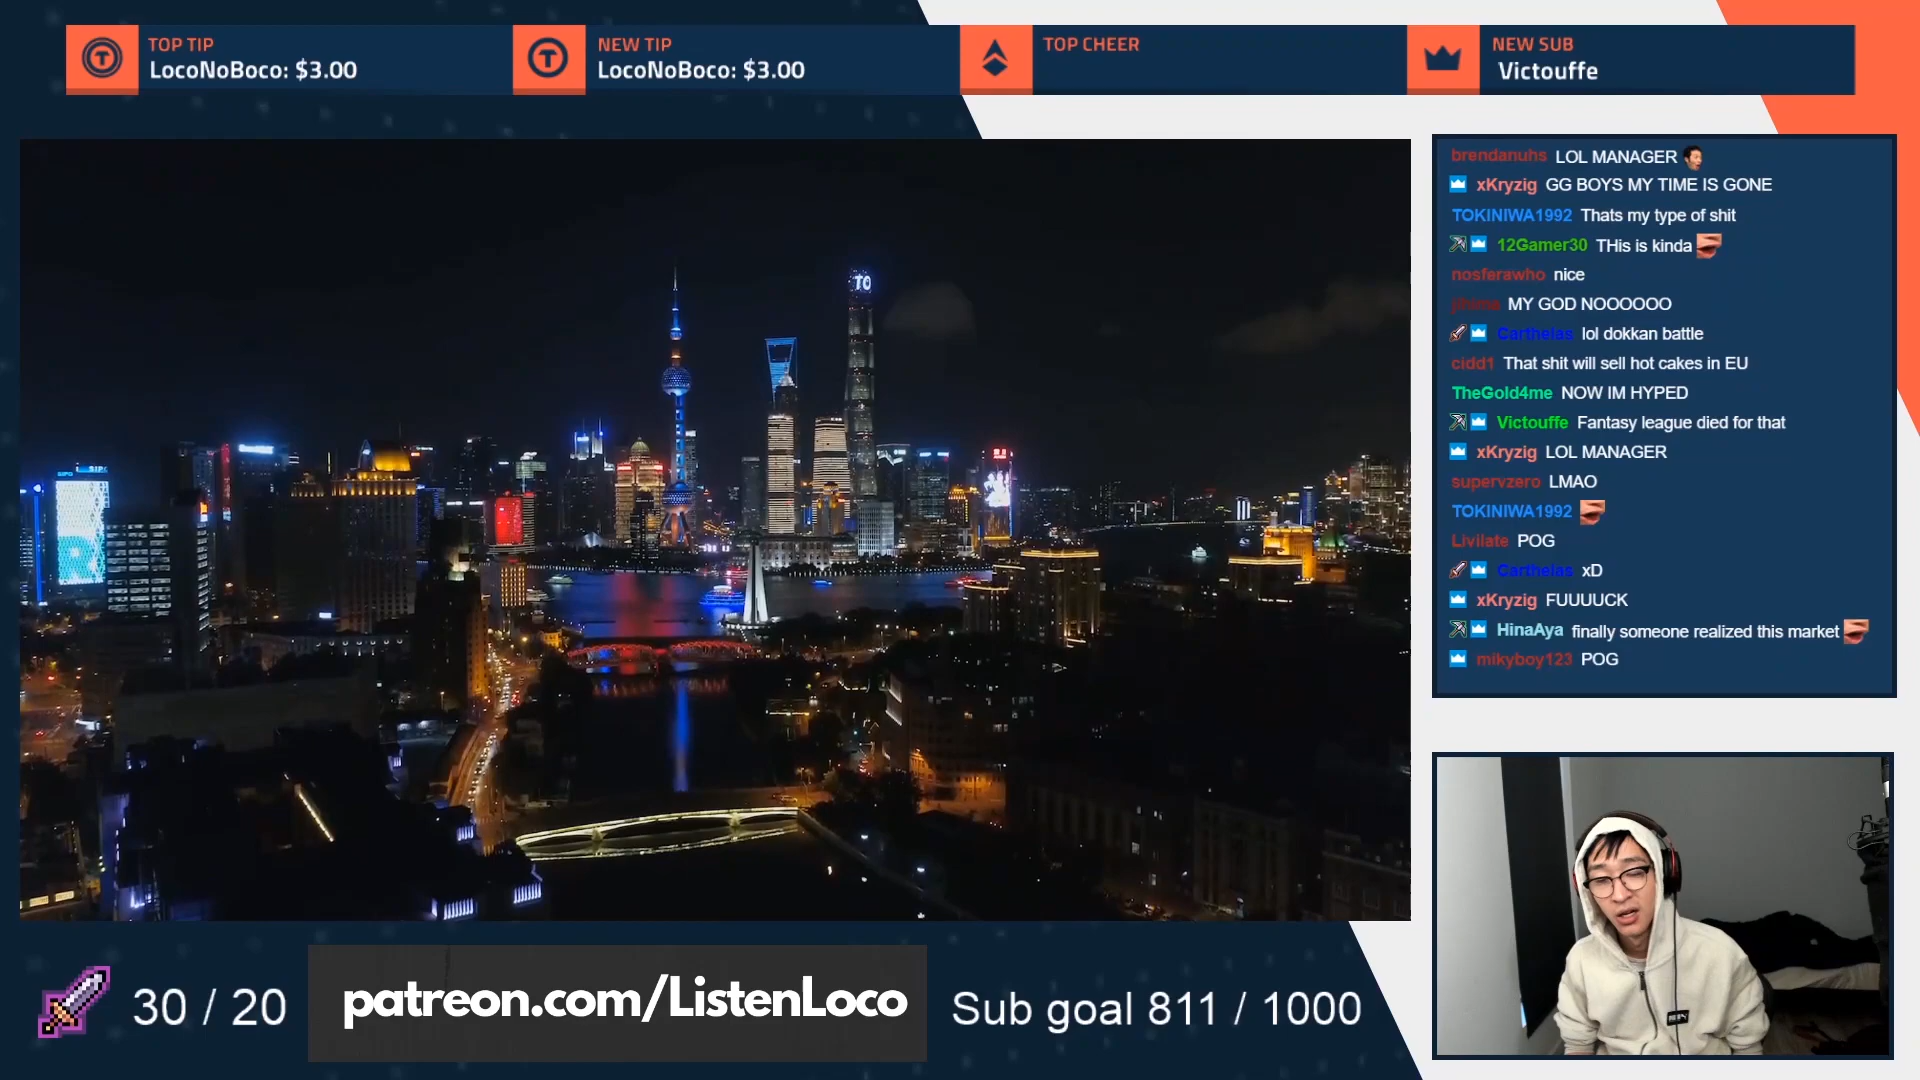 TOP TIP
LocoNoBoco: $3.00
NEW TIP
LocoNoBoco: $3.00
TOP CHEER
NEW SUB
Victouffe
brendanuhs LOL MANAGER
xKryzig GG BOYS MY TIME IS GONE
TOKINIWA1992 Thats my type of shit
12Gamer30 THis is kinda
nosferawho nice
MY GOD NOOOOOO
Carthelas lol dokkan battle
cidd1 That shit will sell hot cakes in EU
TheGold4me NOW IM HYPED
Victouffe Fantasy league died for that
xKryzig LOL MANAGER
supervzero LMAO
TOKINIWA1992
Livilate POG
Carthelas xD
xKryzig FUUUUCK
HinaAya finally someone realized this market
mikyboy123 POG
TO
30 / 20
patreon.com/ListenLoco
Sub goal 811 / 1000